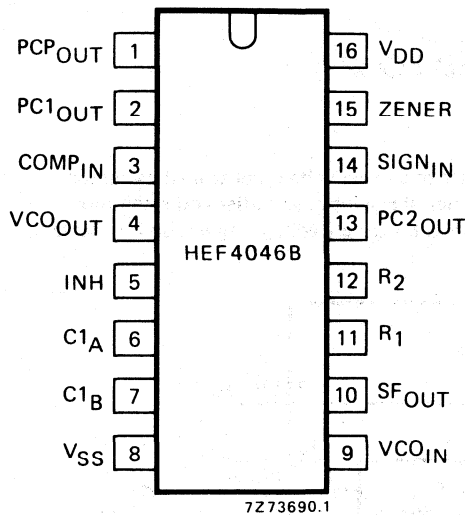 PCPOUT 1 16 VDD
PC1OUT 2 15 ZENER
COMPIN 3 14 SIGNIN
VCOOUT 4 13 PC2OUT
HEF4046B
INH 5 12 R2
C1A 6 11 R1
C1B 7 10 SFOUT
VSS 8 9 VCOIN
7Z73690.1